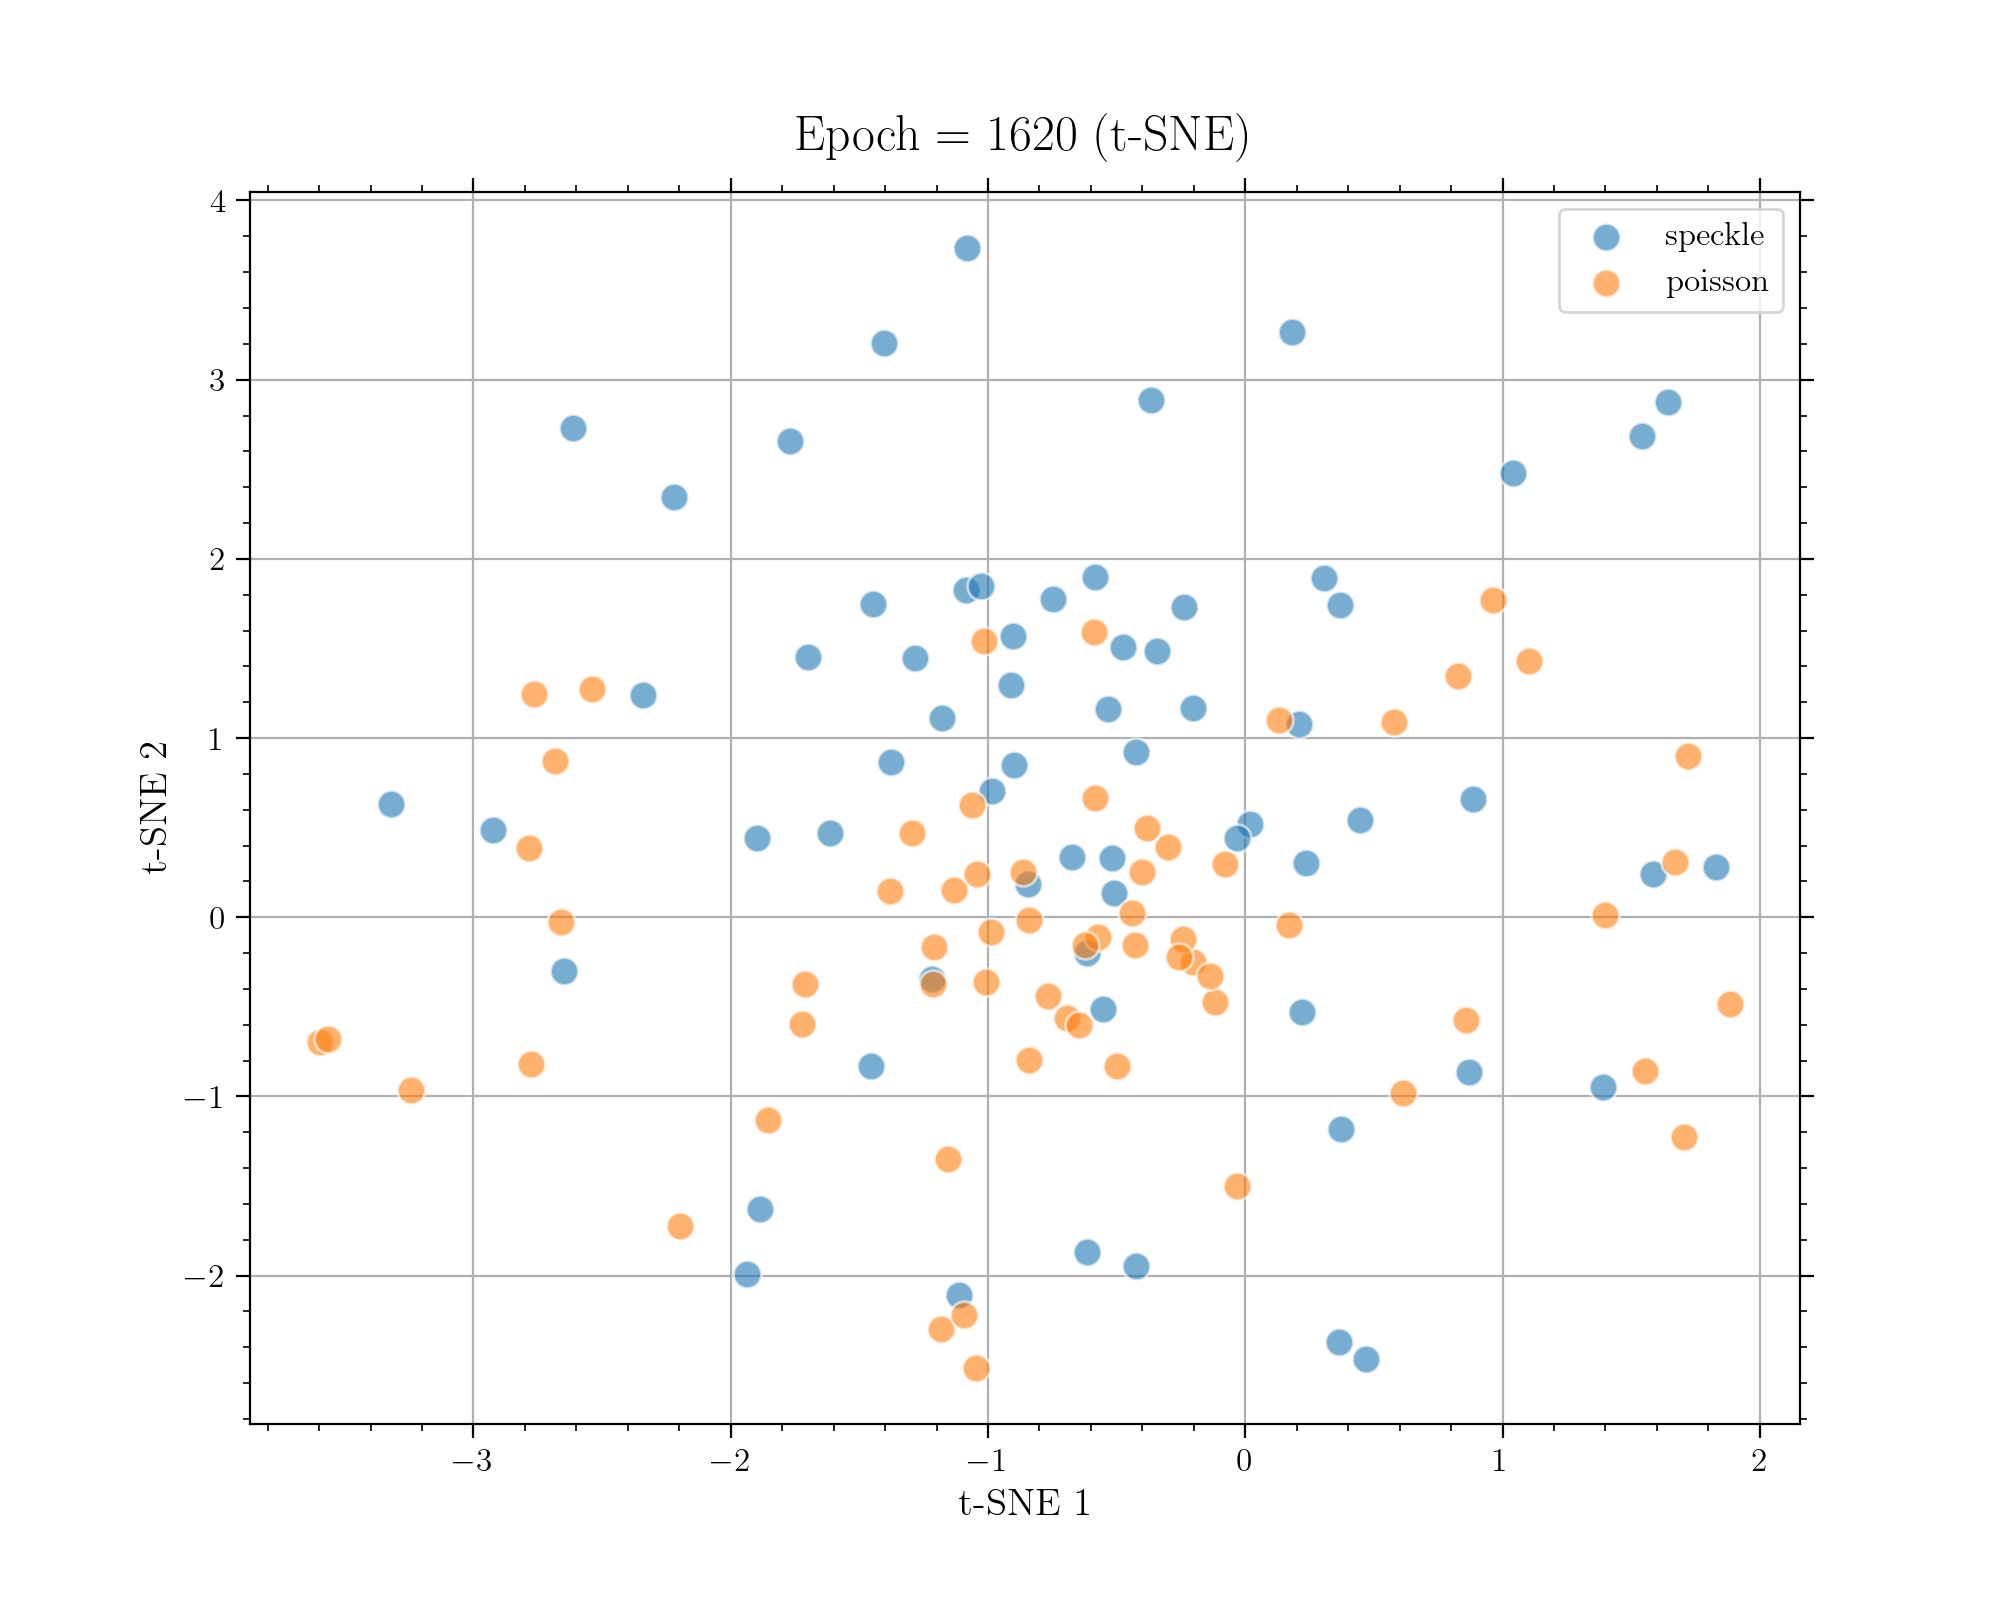 Epoch = 1620 (t-SNE)
speckle
poisson
4
3
2
1
0
−1
−2
t-SNE 2
−3
−2
−1
0
1
2
t-SNE 1